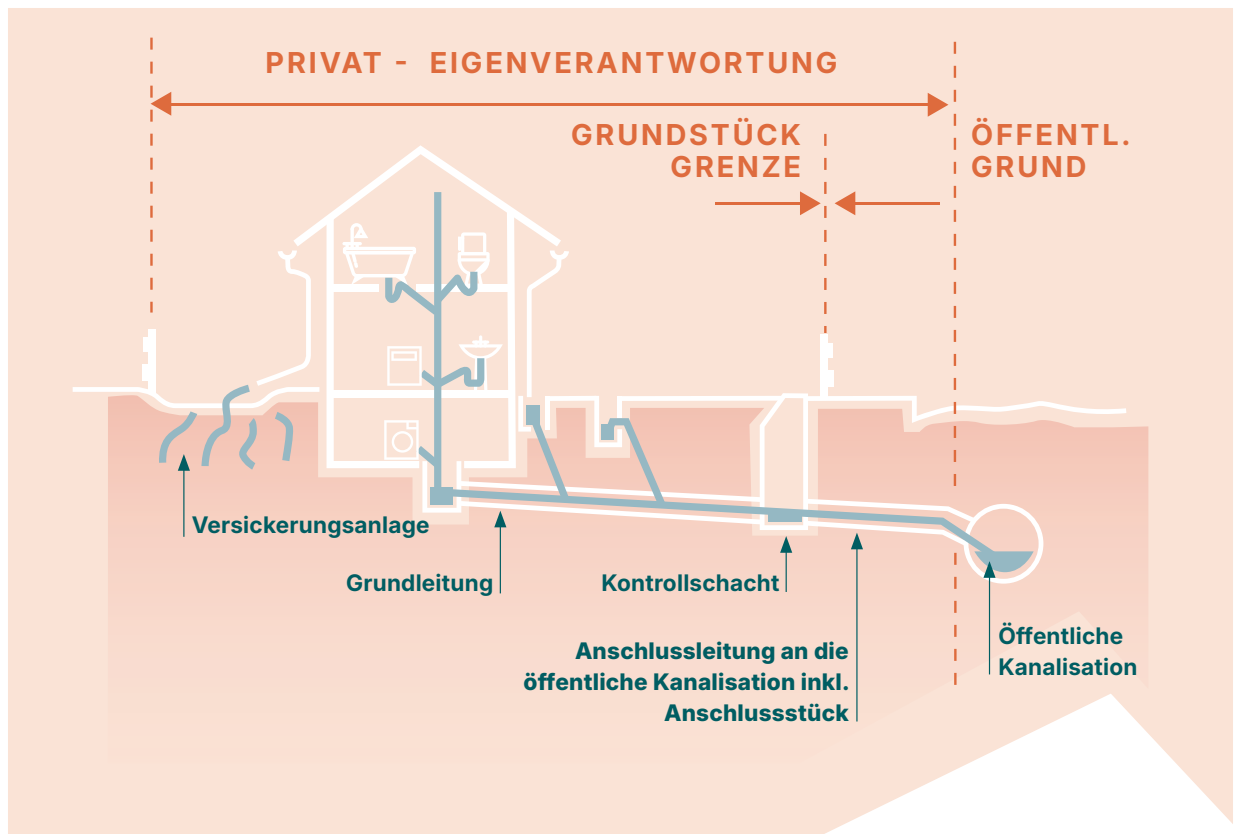 PRIVAT - EIGENVERANTWORTUNG
GRUNDSTÜCK
GRENZE
ÖFFENTL.
GRUND
Versickerungsanlage
Grundleitung
Kontrollschacht
Anschlussleitung an die
öffentliche Kanalisation inkl.
Anschlussstück
Öffentliche
Kanalisation